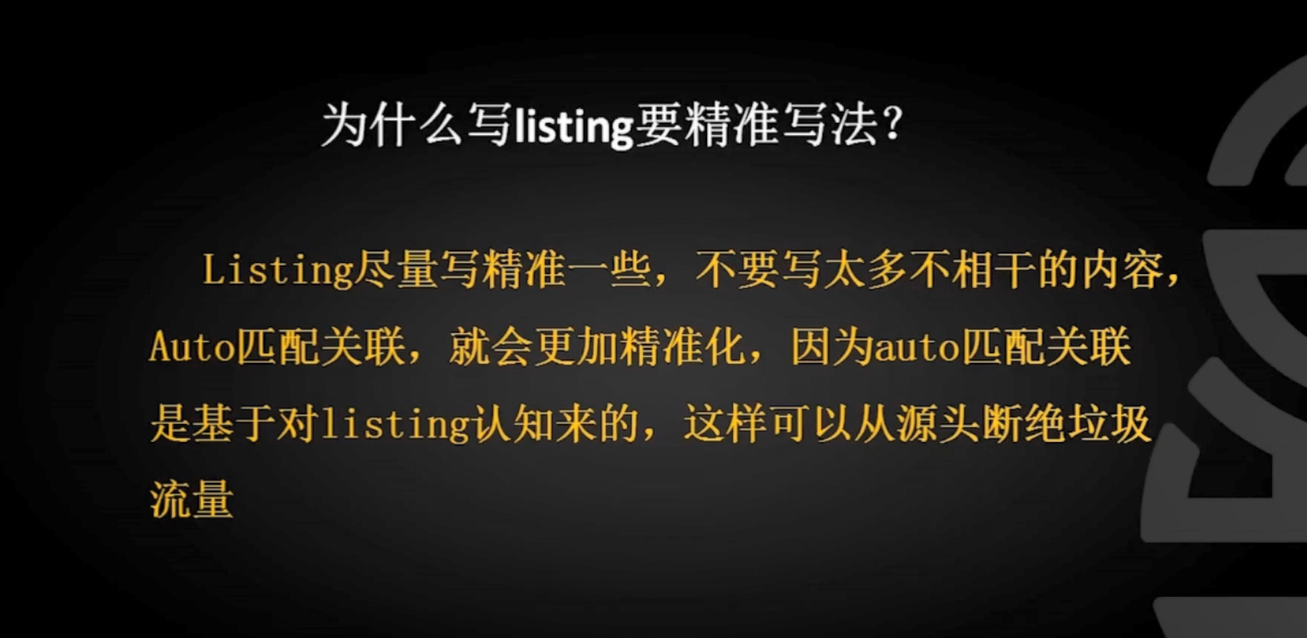 为什么写listing要精准写法？
Listing尽量写精准一些，不要写太多不相干的内容，
Auto匹配关联，就会更加精准化，因为auto匹配关联
是基于对listing认知来的，这样可以从源头断绝垃圾
流量